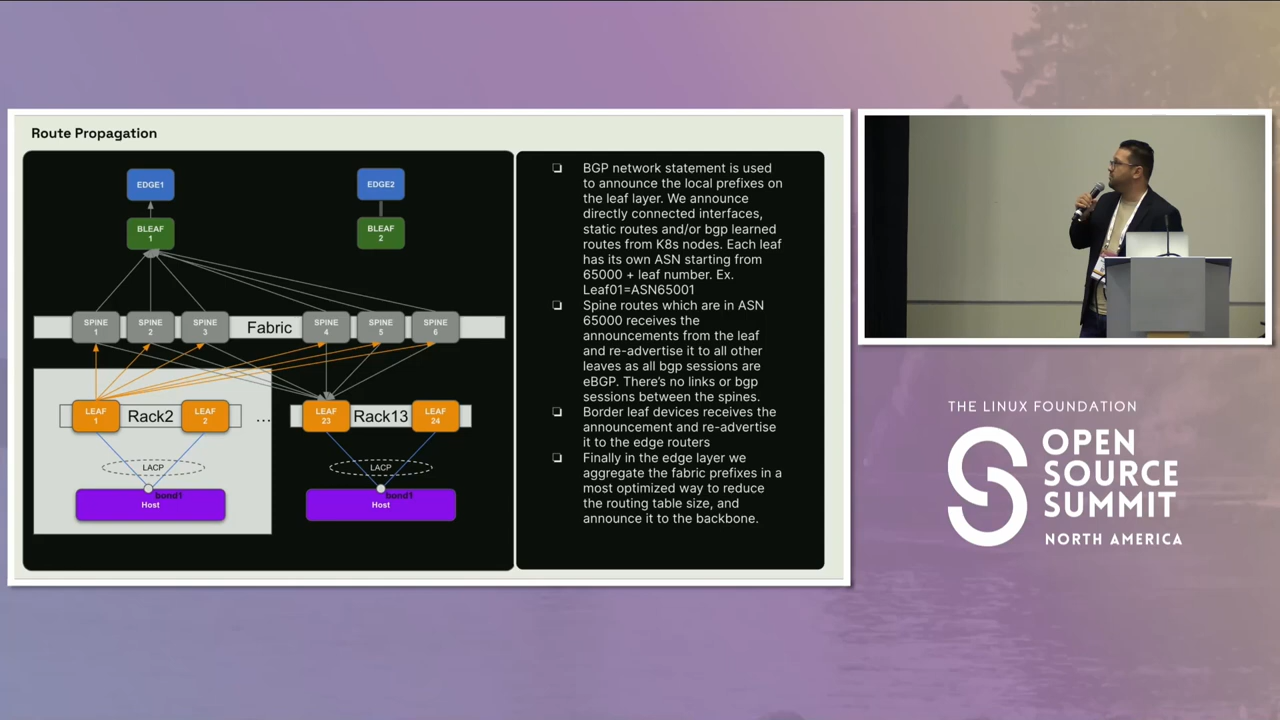 Route Propagation
EDGE1
EDGE2
BLEAF
1
BLEAF
2
SPINE
1
SPINE
2
SPINE
3
Fabric
SPINE
4
SPINE
5
SPINE
6
LEAF
1
Rack2
LEAF
2
...
LEAF
23
Rack13
LEAF
24
LACP
LACP
bond1
Host
bond1
Host
BGP network statement is used
to announce the local prefixes on
the leaf layer. We announce
directly connected interfaces,
static routes and/or bgp learned
routes from K8s nodes. Each leaf
has its own ASN starting from
65000 + leaf number. Ex.
Leaf01=ASN65001
Spine routes which are in ASN
65000 receives the
announcements from the leaf
and re-advertise it to all other
leaves as all bgp sessions are
eBGP. There's no links or bgp
sessions between the spines.
Border leaf devices receives the
announcement and re-advertise
it to the edge routers
Finally in the edge layer we
aggregate the fabric prefixes in a
most optimized way to reduce
the routing table size, and
announce it to the backbone.
THE LINUX FOUNDATION
OPEN
SOURCE
SUMMIT
NORTH AMERICA